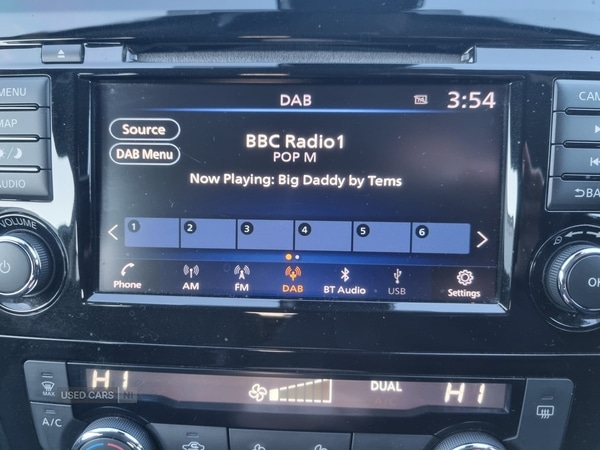 DAB
3:54
MENU
CAM
Source
BBC Radio1
MAP
POP M
DAB Menu
Now Playing: Big Daddy by Tems
AUDIO
BACK
VOLUME
1 2 3 4 5 6
OK
Phone AM FM DAB BT Audio USB Settings
HI
DUAL
HI
MAX
USED CARS NI
A/C